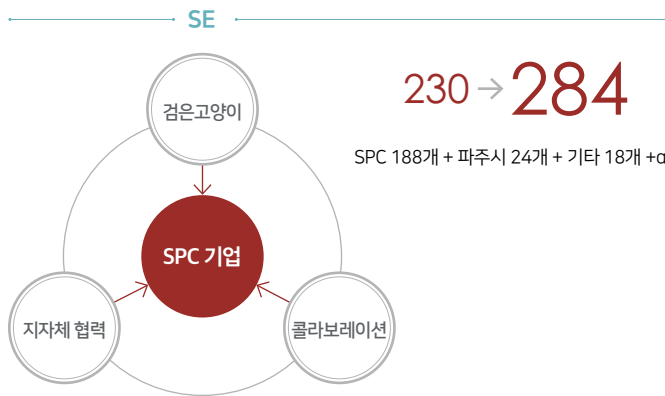 SE
검은고양이
230 → 284
SPC 188개 + 파주시 24개 + 기타 18개 +α
SPC 기업
지자체 협력
콜라보레이션